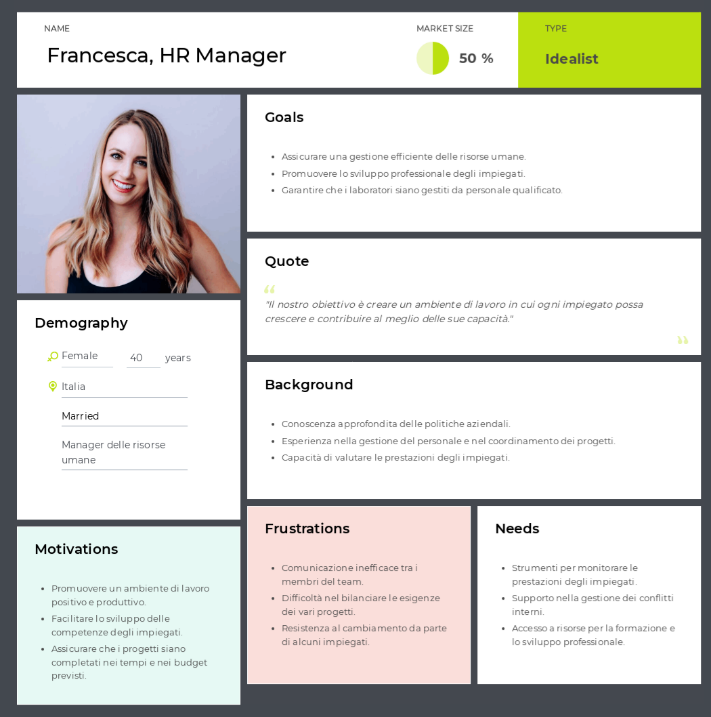 NAME
Francesca, HR Manager
MARKET SIZE
50 %
TYPE
Idealist
Goals
• Assicurare una gestione efficiente delle risorse umane.
• Promuovere lo sviluppo professionale degli impiegati.
• Garantire che i laboratori siano gestiti da personale qualificato.
Quote
“
"Il nostro obiettivo è creare un ambiente di lavoro in cui ogni impiegato possa
crescere e contribuire al meglio delle sue capacità."
”
Demography
Female 40 years
Italia
Married
Manager delle risorse
umane
Background
• Conoscenza approfondita delle politiche aziendali.
• Esperienza nella gestione del personale e nel coordinamento dei progetti.
• Capacità di valutare le prestazioni degli impiegati.
Motivations
• Promuovere un ambiente di lavoro
positivo e produttivo.
• Facilitare lo sviluppo delle
competenze degli impiegati.
• Assicurare che i progetti siano
completati nei tempi e nei budget
previsti.
Frustrations
• Comunicazione inefficace tra i
membri del team.
• Difficoltà nel bilanciare le esigenze
dei vari progetti.
• Resistenza al cambiamento da parte
di alcuni impiegati.
Needs
• Strumenti per monitorare le
prestazioni degli impiegati.
• Supporto nella gestione dei conflitti
interni.
• Accesso a risorse per la formazione e
lo sviluppo professionale.